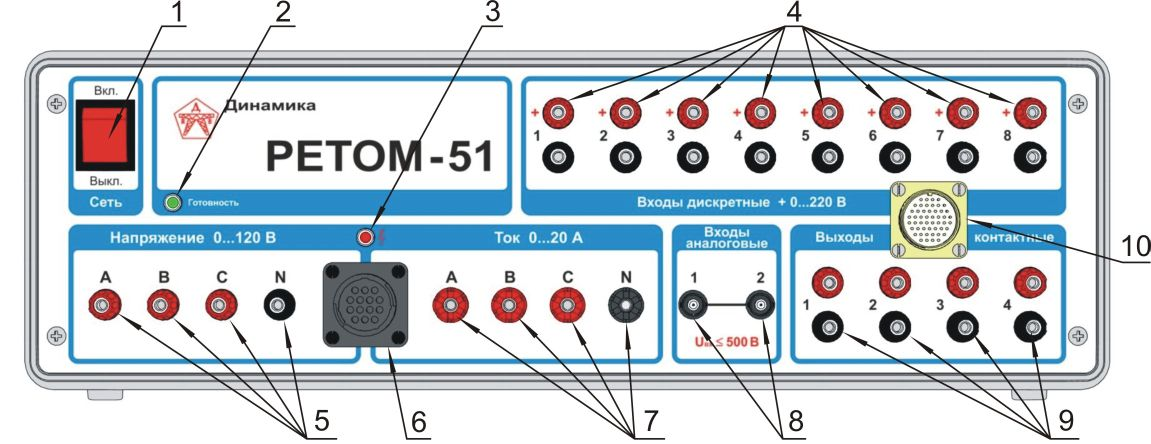 1 2 3 4
Вкл.
Выкл.
Сеть
Динамика
РЕТОМ-51
Готовность
+ + + + + + + +
1 2 3 4 5 6 7 8
Входы дискретные + 0...220 В
10
Напряжение 0...120 В
A B C N
Ток 0...20 А
A B C N
Входы
аналоговые
1 2
≤ 500 В
Выходы контактные
1 2 3 4
5 6 7 8 9